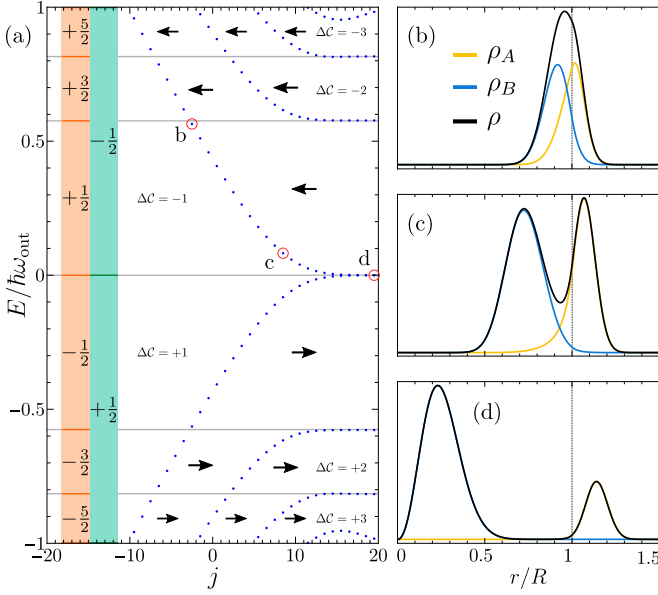 (a)
E/ℏω_out
1
0.5
0
-0.5
-1
+5/2
+3/2
+1/2
-1/2
-3/2
-5/2
-1/2
+1/2
ΔC = -3
ΔC = -2
ΔC = -1
ΔC = +1
ΔC = +2
ΔC = +3
b
c
d
-20 -10 0 10 20
j
(b)
ρ_A
ρ_B
ρ
(c)
(d)
0 0.5 1 1.5
r/R